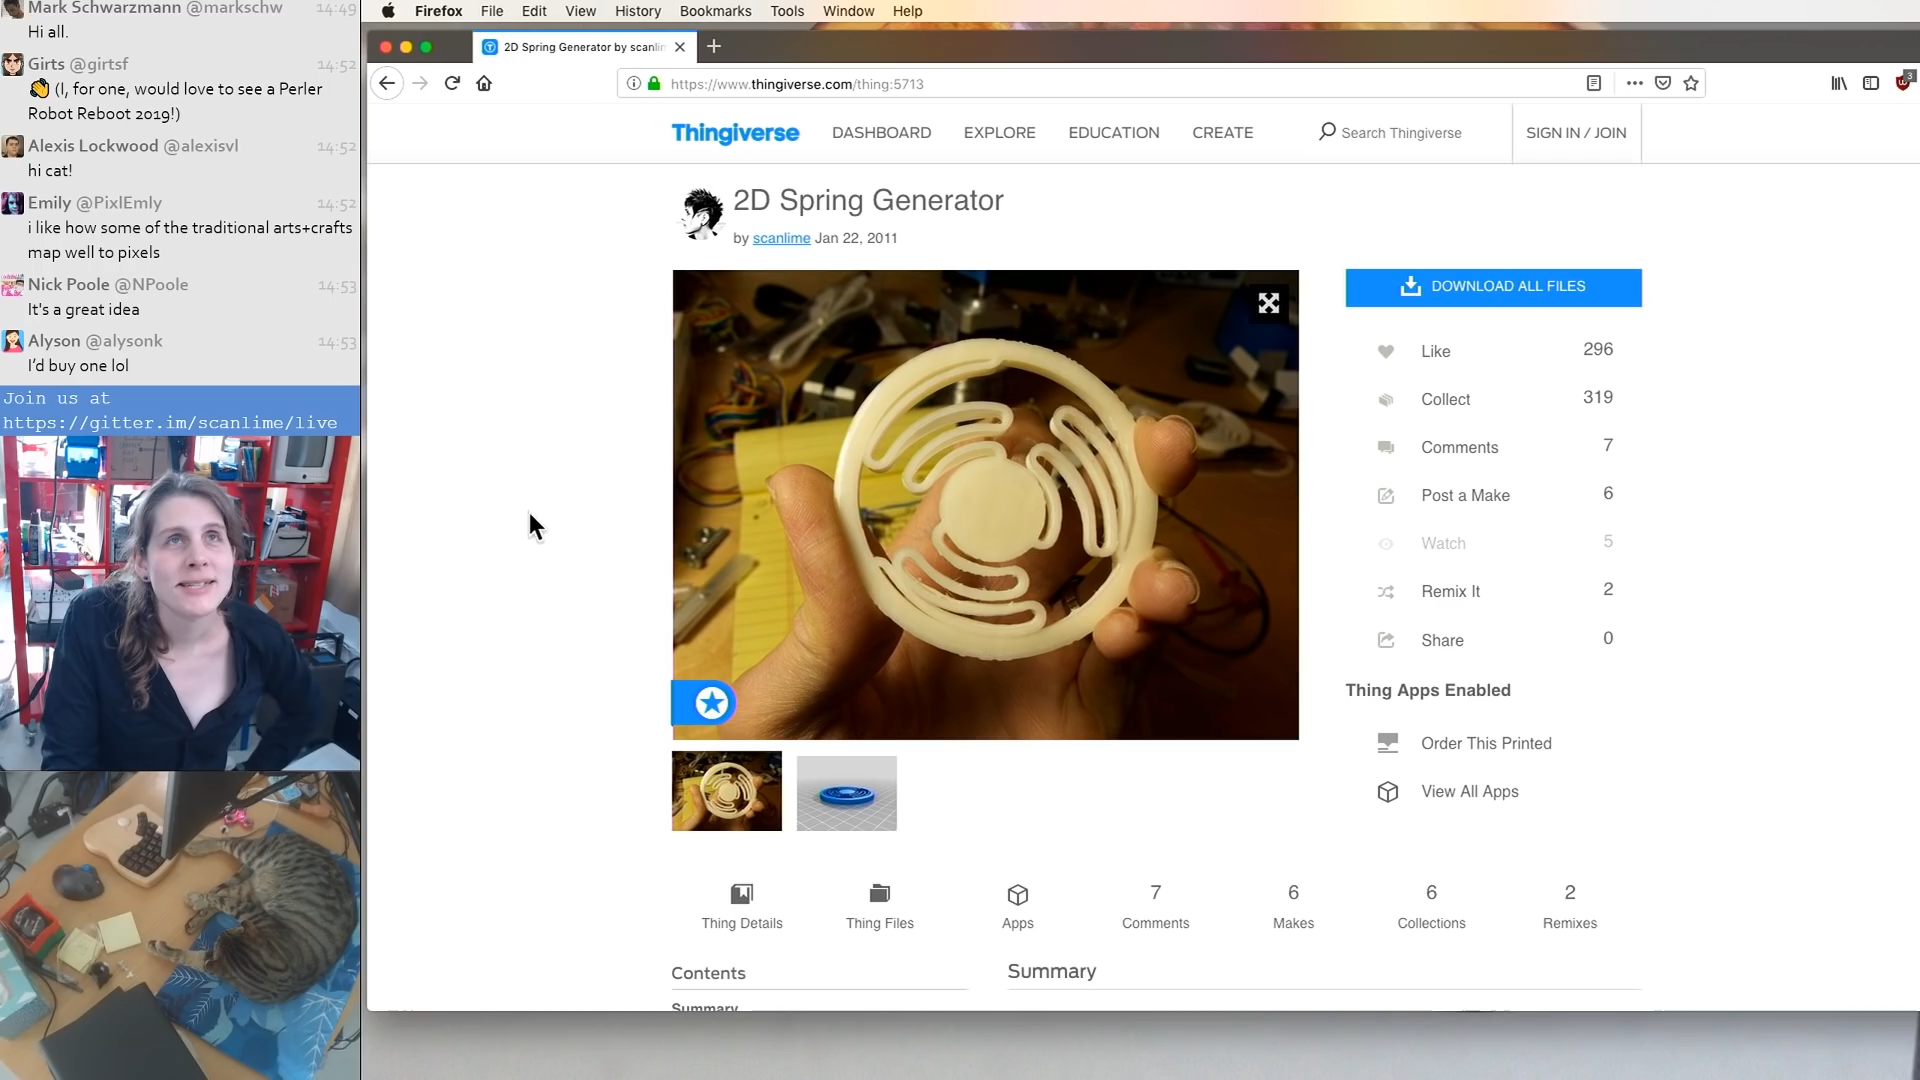 Mark Schwarzmann @markschw 14:49
Hi all.
Girts @girtsf 14:52
👏 (I, for one, would love to see a Perler
Robot Reboot 2019!)
Alexis Lockwood @alexisvl 14:52
hi cat!
Emily @PixlEmly 14:52
i like how some of the traditional arts+crafts
map well to pixels
Nick Poole @NPoole 14:53
It's a great idea
Alyson @alysonk 14:53
I'd buy one lol
Join us at
https://gitter.im/scanlime/live
Firefox File Edit View History Bookmarks Tools Window Help
2D Spring Generator by scanlim
https://www.thingiverse.com/thing:5713
3
Thingiverse DASHBOARD EXPLORE EDUCATION CREATE Search Thingiverse SIGN IN / JOIN
2D Spring Generator
by scanlime Jan 22, 2011
DOWNLOAD ALL FILES
Like 296
Collect 319
Comments 7
Post a Make 6
Watch 5
Remix It 2
Share 0
Thing Apps Enabled
Order This Printed
View All Apps
7 6 6 2
Thing Details Thing Files Apps Comments Makes Collections Remixes
Contents Summary
Summary